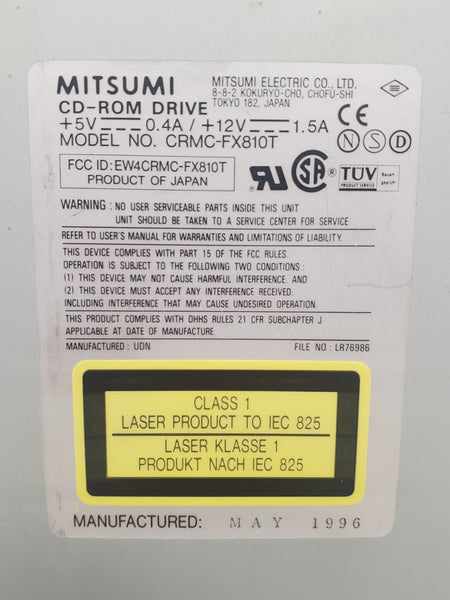 MITSUMI
MITSUMI ELECTRIC CO., LTD.
8-8-2 KOKURYO-CHO, CHOFU-SHI
TOKYO 182, JAPAN
CD-ROM DRIVE
+5V⎓0.4A / +12V⎓1.5A
MODEL NO. CRMC-FX810T
CE
N S D
FCC ID: EW4CRMC-FX810T
PRODUCT OF JAPAN
UR
SA
TÜV
PRODUCT SERVICE
Bauart
geprüft
WARNING : NO USER SERVICEABLE PARTS INSIDE THIS UNIT
UNIT SHOULD BE TAKEN TO A SERVICE CENTER FOR SERVICE
REFER TO USER'S MANUAL FOR WARRANTIES AND LIMITATIONS OF LIABILITY.
THIS DEVICE COMPLIES WITH PART 15 OF THE FCC RULES.
OPERATION IS SUBJECT TO THE FOLLOWING TWO CONDITIONS :
(1) THIS DEVICE MAY NOT CAUSE HARMFUL INTERFERENCE. AND
(2) THIS DEVICE MUST ACCEPT ANY INTERFERENCE RECEIVED.
INCLUDING INTERFERENCE THAT MAY CAUSE UNDESIRED OPERATION.
THIS PRODUCT COMPLIES WITH DHHS RULES 21 CFR SUBCHAPTER J
APPLICABLE AT DATE OF MANUFACTURE.
MANUFACTURED : UDN
FILE NO : LR76986
CLASS 1
LASER PRODUCT TO IEC 825
LASER KLASSE 1
PRODUKT NACH IEC 825
MANUFACTURED: MAY 1996